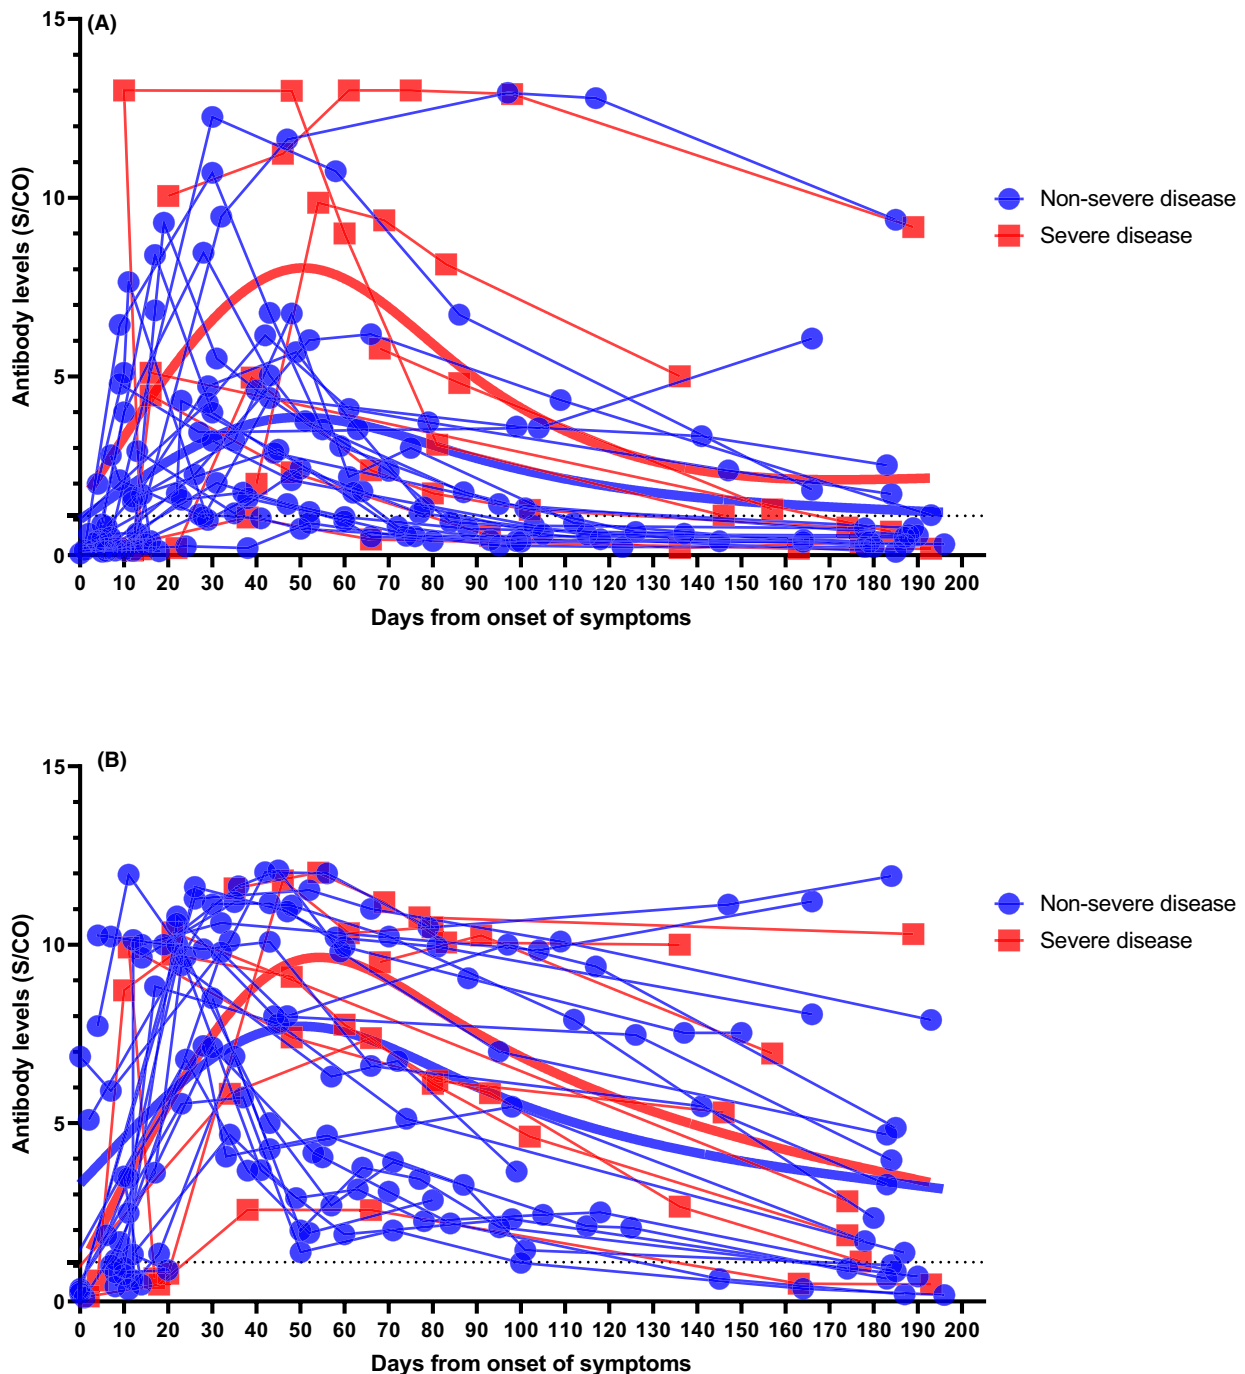 (A)
15
10
5
0
Antibody levels (S/CO)
0 10 20 30 40 50 60 70 80 90 100 110 120 130 140 150 160 170 180 190 200
Days from onset of symptoms
Non-severe disease
Severe disease
(B)
15
10
5
0
Antibody levels (S/CO)
0 10 20 30 40 50 60 70 80 90 100 110 120 130 140 150 160 170 180 190 200
Days from onset of symptoms
Non-severe disease
Severe disease